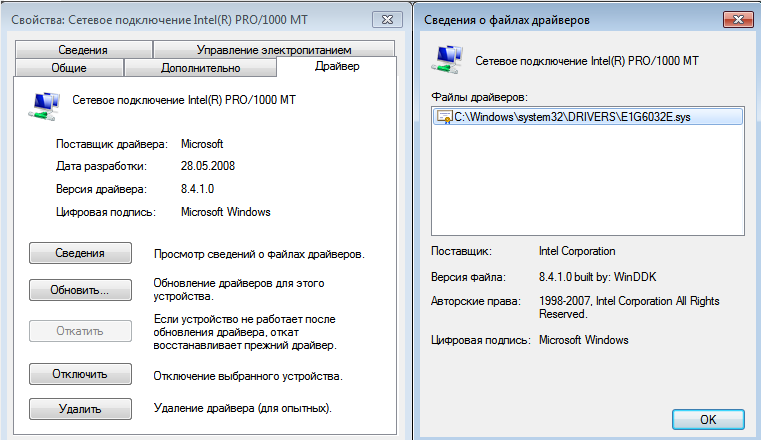 Свойства: Сетевое подключение Intel(R) PRO/1000 MT
Сведения
Управление электропитанием
Общие
Дополнительно
Драйвер
Сетевое подключение Intel(R) PRO/1000 MT
Поставщик драйвера: Microsoft
Дата разработки: 28.05.2008
Версия драйвера: 8.4.1.0
Цифровая подпись: Microsoft Windows
Сведения
Просмотр сведений о файлах драйверов.
Обновить...
Обновление драйверов для этого
устройства.
Откатить
Если устройство не работает после
обновления драйвера, откат
восстанавливает прежний драйвер.
Отключить
Отключение выбранного устройства.
Удалить
Удаление драйвера (для опытных).
Сведения о файлах драйверов
Сетевое подключение Intel(R) PRO/1000 MT
Файлы драйверов:
C:\Windows\system32\DRIVERS\E1G6032E.sys
Поставщик: Intel Corporation
Версия файла: 8.4.1.0 built by: WinDDK
Авторские права: 1998-2007, Intel Corporation All Rights
Reserved.
Цифровая подпись: Microsoft Windows
OK